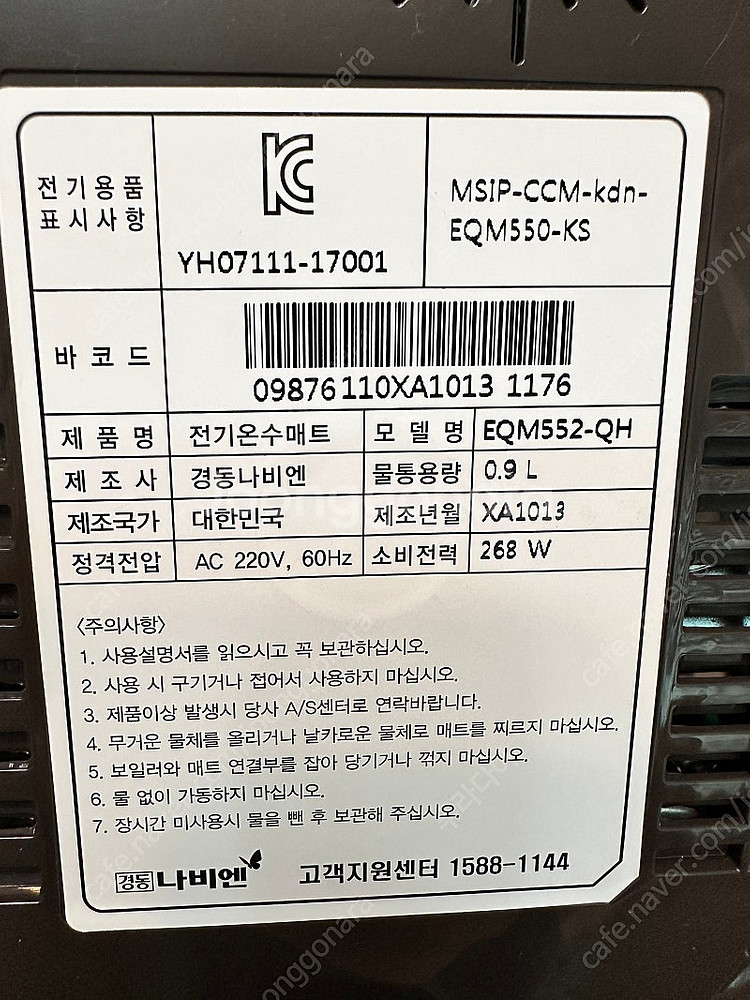 전기용품
표시사항
KC
YH07111-17001
MSIP-CCM-kdn-
EQM550-KS
바 코 드
09876110XA1013 1176
제 품 명 전기온수매트 모 델 명 EQM552-QH
제 조 사 경동나비엔 물통용량 0.9 L
제조국가 대한민국 제조년월 XA1013
정격전압 AC 220V, 60Hz 소비전력 268 W
<주의사항>
1. 사용설명서를 읽으시고 꼭 보관하십시오.
2. 사용 시 구기거나 접어서 사용하지 마십시오.
3. 제품이상 발생시 당사 A/S센터로 연락바랍니다.
4. 무거운 물체를 올리거나 날카로운 물체로 매트를 찌르지 마십시오.
5. 보일러와 매트 연결부를 잡아 당기거나 꺾지 마십시오.
6. 물 없이 가동하지 마십시오.
7. 장시간 미사용시 물을 뺀 후 보관해 주십시오.
경동 나비엔 고객지원센터 1588-1144